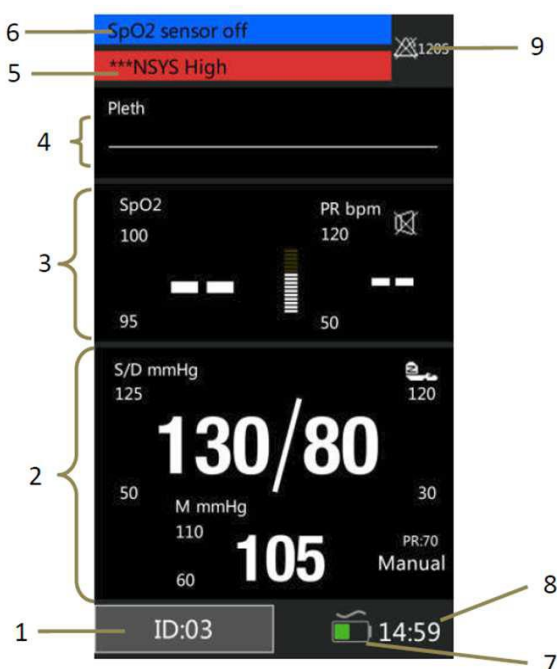 6
SpO2 sensor off
120S
9
5
***NSYS High
Pleth
4
SpO2
PR bpm
100
120
3
-- --
95
50
S/D mmHg
125
120
2
130/80
50
30
M mmHg
110
105
PR:70
Manual
60
1
ID:03
14:59
8
7